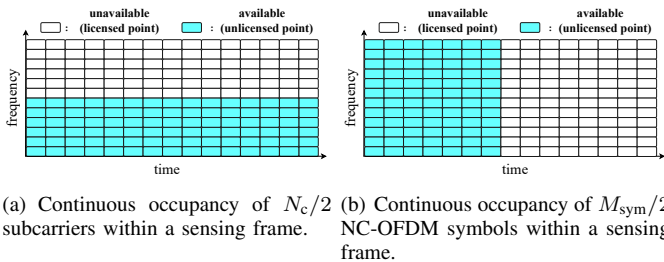 unavailable available
: (licensed point) : (unlicensed point)
frequency
time
unavailable available
: (licensed point) : (unlicensed point)
frequency
time
(a) Continuous occupancy of N_c/2
subcarriers within a sensing frame.
(b) Continuous occupancy of M_sym/2
NC-OFDM symbols within a sensing
frame.